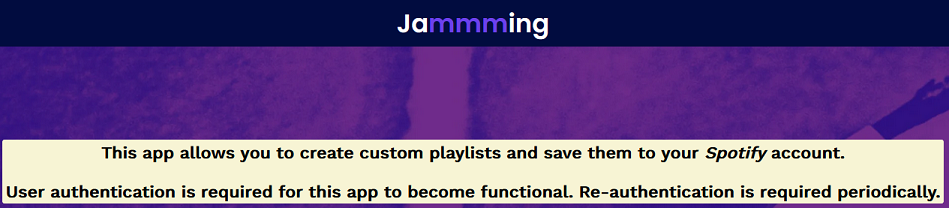 Jammming
This app allows you to create custom playlists and save them to your Spotify account.
User authentication is required for this app to become functional. Re-authentication is required periodically.